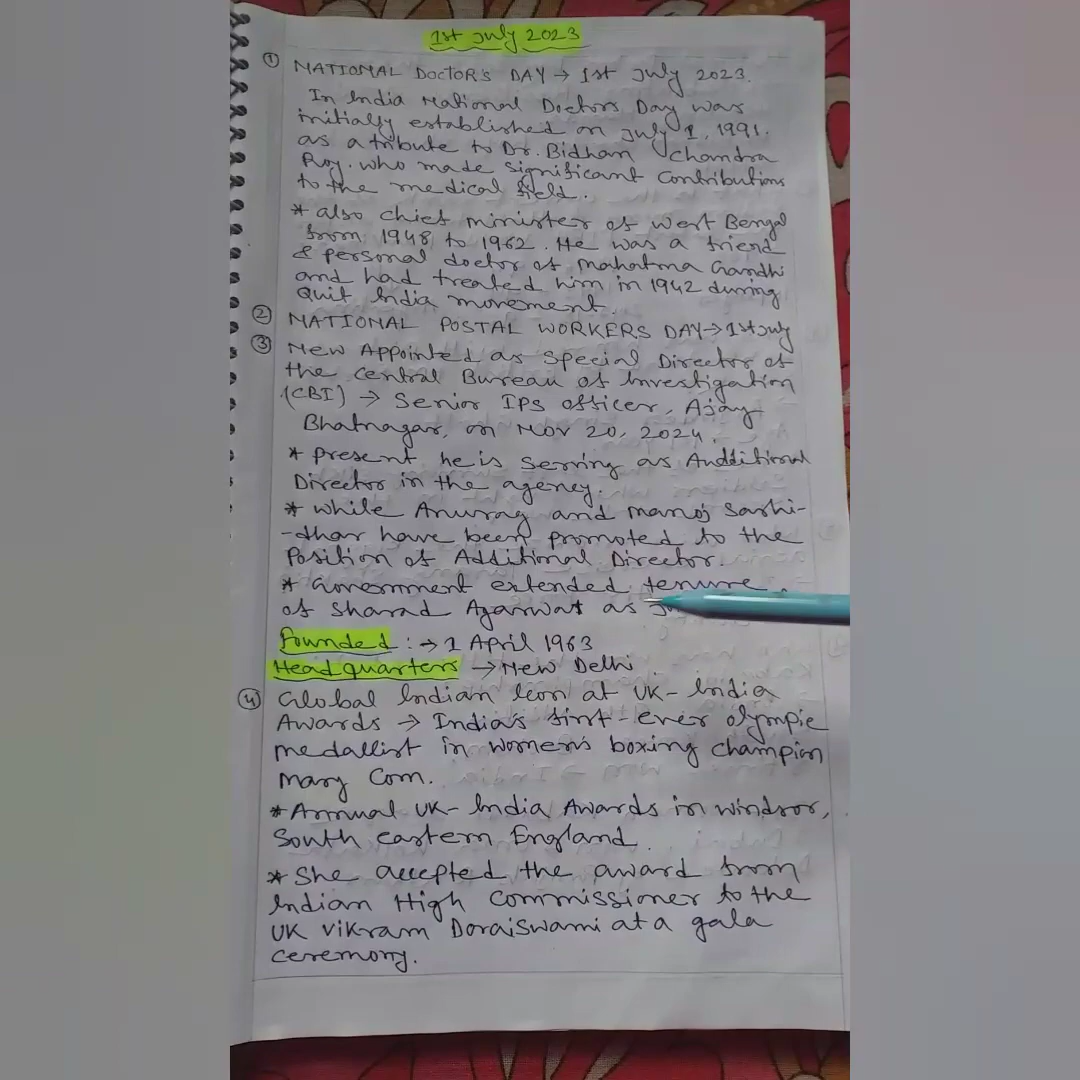 1st July 2023
① NATIONAL DOCTOR'S DAY → 1st July 2023.
In India National Doctors Day was
initially established on July 1, 1991.
as a tribute to Dr. Bidhan Chandra
Roy. who made significant contributions
to the medical field.
* also chief minister of West Bengal
from 1948 to 1962. He was a friend
& personal doctor of Mahatma Gandhi
and had treated him in 1942 during
Quit India movement.
② NATIONAL POSTAL WORKERS DAY → 1st July
③ New Appointed as Special Director of
the Central Bureau of Investigation
(CBI) → Senior IPS officer, Ajay
Bhatnagar, on Nov 20, 2024.
* present he is serving as Audditional
Director in the agency.
* while Anurag and Manoj Sashi-
-dhar have been promoted to the
Position of Additional Director.
* Government extended tenure
of Sharad Agarwal as
Founded : → 1 April 1963
Headquarters → New Delhi
④ Global Indian Icon at UK-India
Awards → India's first-ever olympic
medallist in women's boxing champion
Mary Com.
* Annual UK-India Awards in windsor,
South eastern England.
* She accepted the award from
Indian High Commissioner to the
UK Vikram Doraiswami at a gala
ceremony.